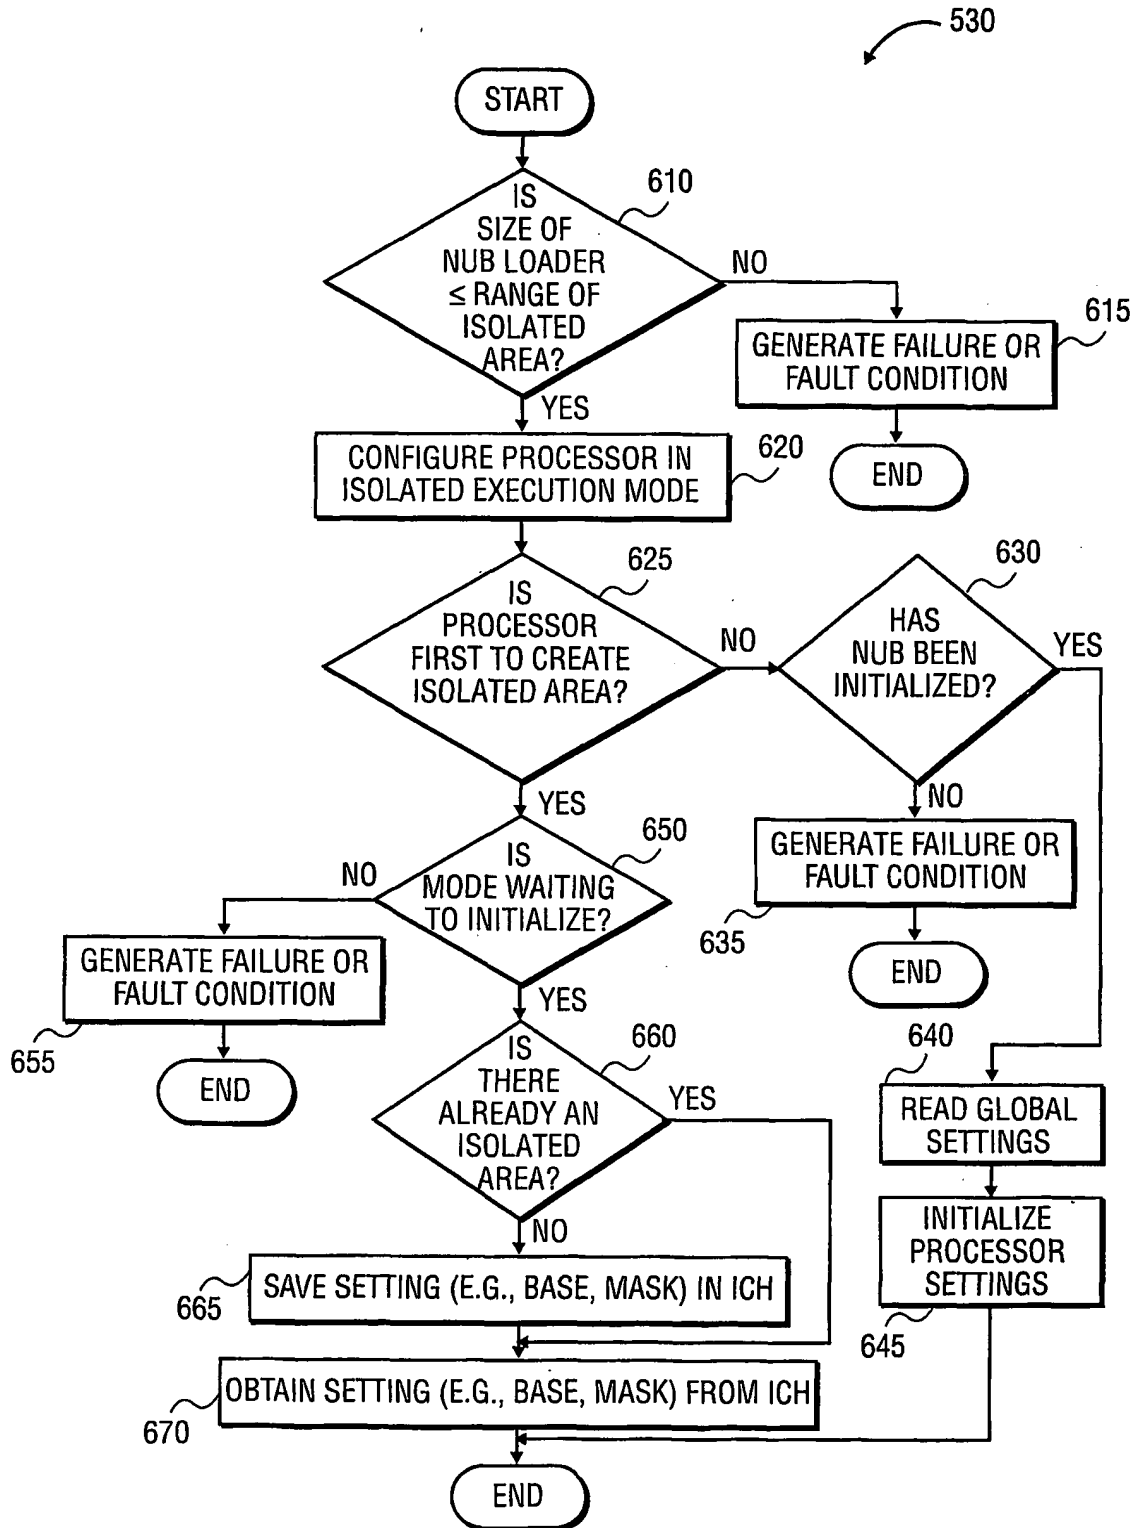 530
START
IS
SIZE OF
NUB LOADER
≤ RANGE OF
ISOLATED
AREA?
610
NO
YES
GENERATE FAILURE OR
FAULT CONDITION
615
END
CONFIGURE PROCESSOR IN
ISOLATED EXECUTION MODE
620
IS
PROCESSOR
FIRST TO CREATE
ISOLATED AREA?
625
NO
YES
HAS
NUB BEEN
INITIALIZED?
630
YES
NO
GENERATE FAILURE OR
FAULT CONDITION
635
END
IS
MODE WAITING
TO INITIALIZE?
650
NO
YES
GENERATE FAILURE OR
FAULT CONDITION
655
END
IS
THERE
ALREADY AN
ISOLATED
AREA?
660
YES
NO
640
READ GLOBAL
SETTINGS
INITIALIZE
PROCESSOR
SETTINGS
645
SAVE SETTING (E.G., BASE, MASK) IN ICH
665
OBTAIN SETTING (E.G., BASE, MASK) FROM ICH
670
END